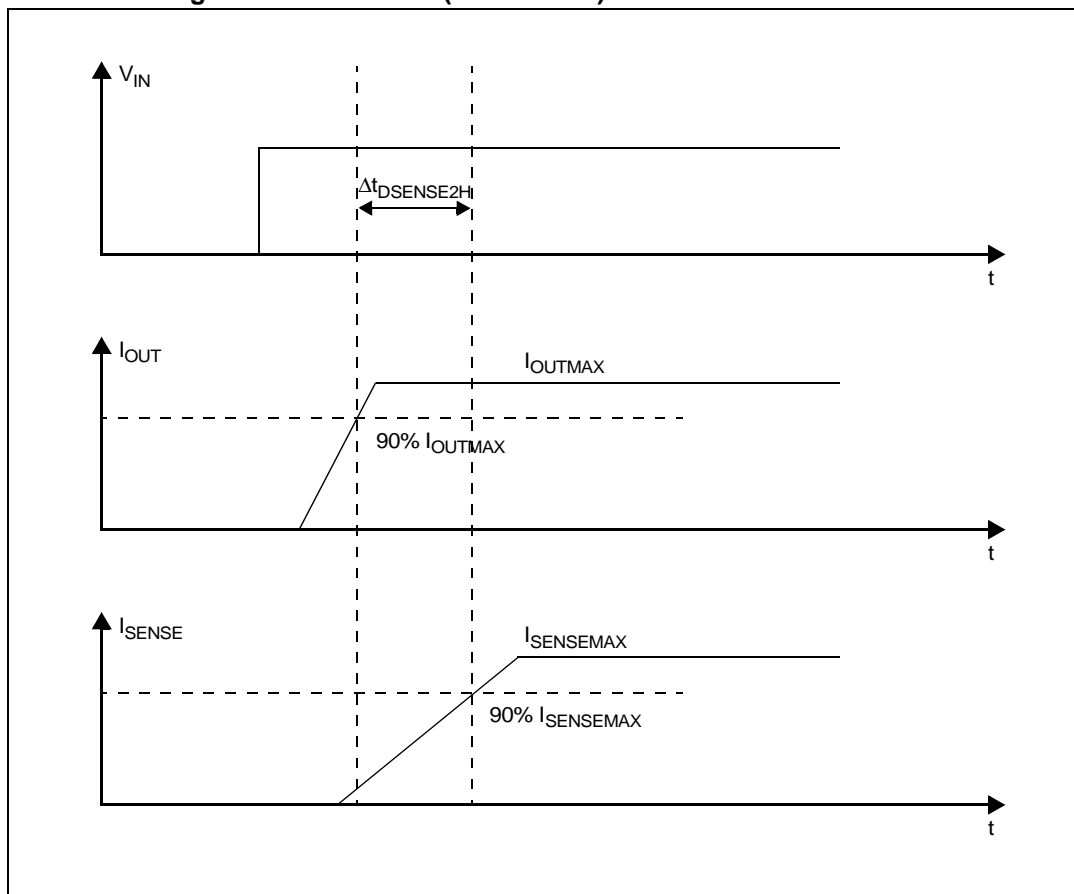 V_IN
Δt_DSENSE2H
t
I_OUT
I_OUTMAX
90% I_OUTMAX
t
I_SENSE
I_SENSEMAX
90% I_SENSEMAX
t